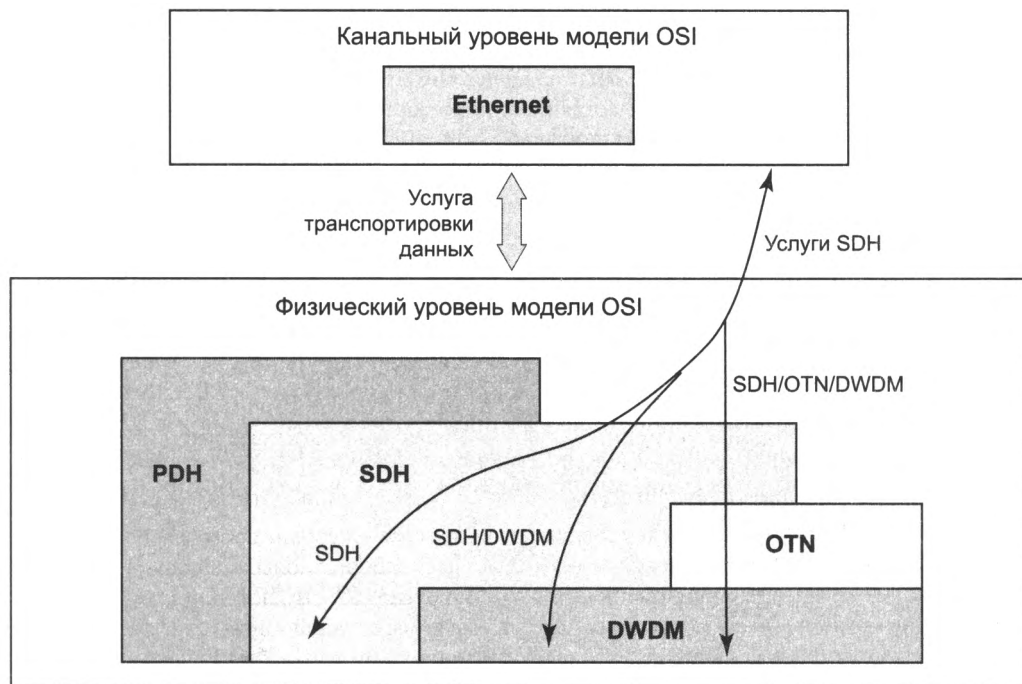 Канальный уровень модели OSI
Ethernet
Услуга
транспортировки
данных
Услуги SDH
Физический уровень модели OSI
SDH/OTN/DWDM
PDH
SDH
SDH/DWDM
OTN
SDH
DWDM